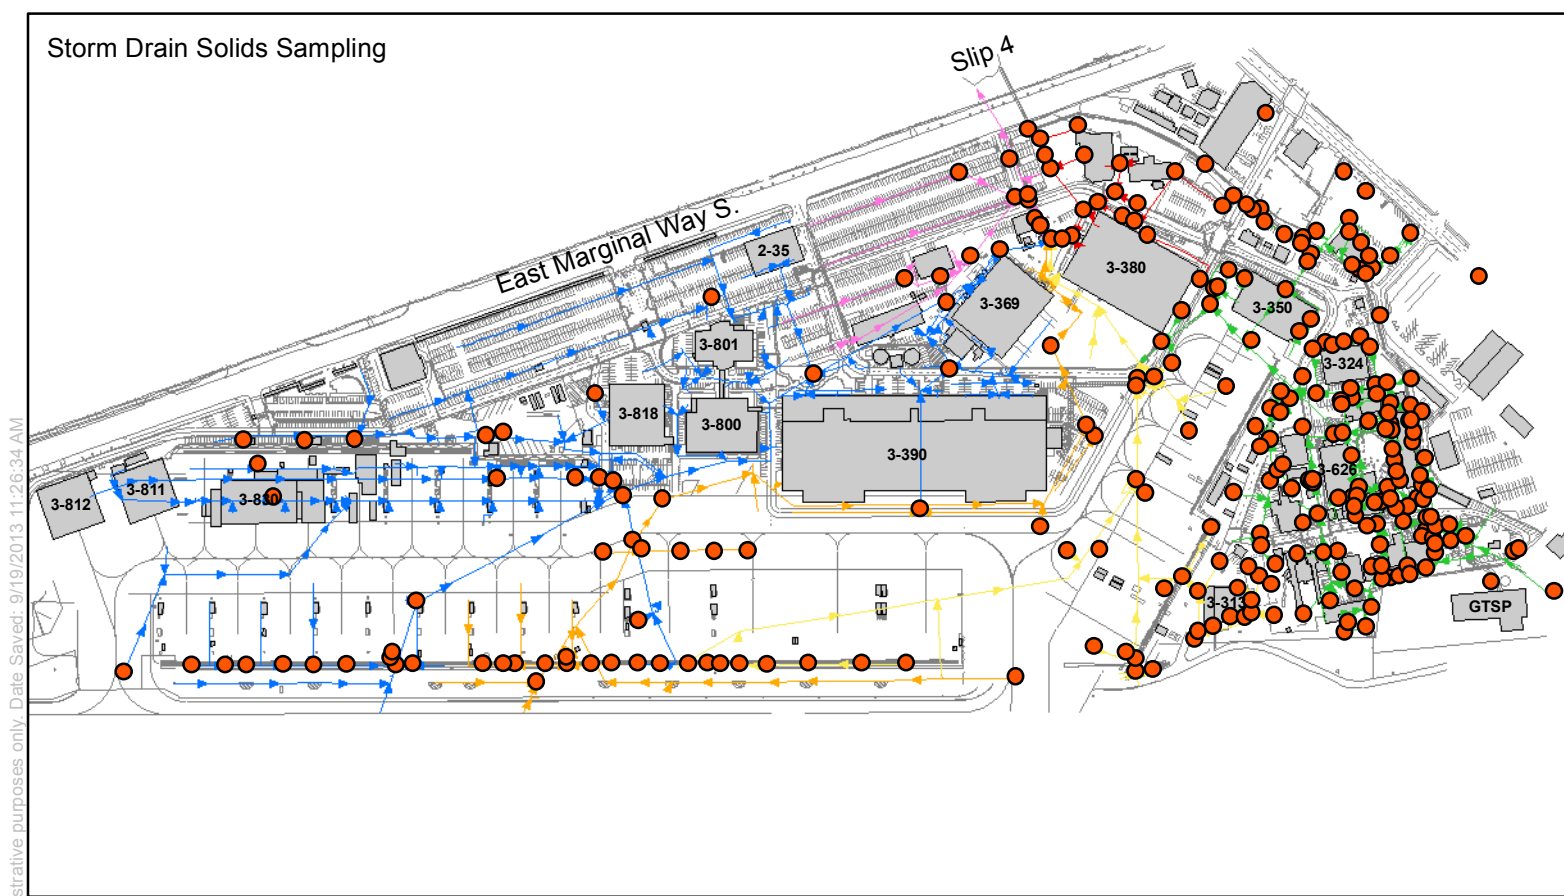 Storm Drain Solids Sampling
Slip 4
East Marginal Way S.
2-35
3-380
3-369
3-350
3-801
3-324
3-818
3-800
3-390
3-626
3-812
3-811
3-830
3-313
GTSP
strative purposes only. Date Saved: 9/19/2013 11:26:34 AM